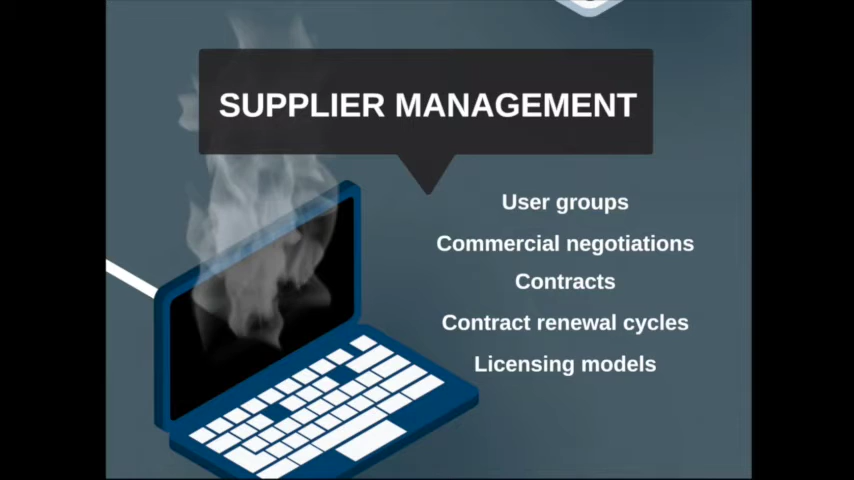 SUPPLIER MANAGEMENT
User groups
Commercial negotiations
Contracts
Contract renewal cycles
Licensing models